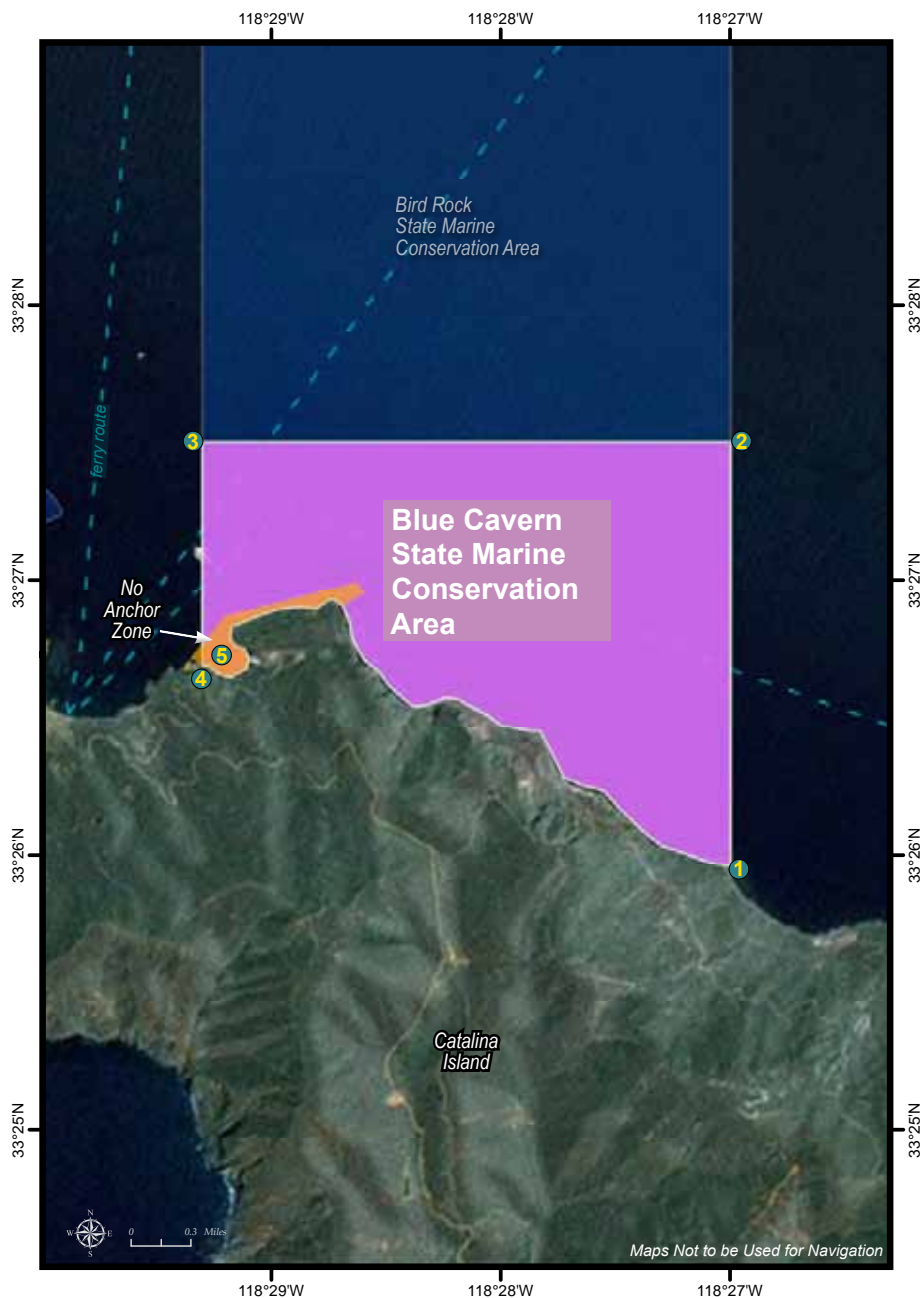 118°29'W
118°28'W
118°27'W
Bird Rock
State Marine
Conservation Area
33°28'N
33°28'N
ferry route
3
2
Blue Cavern
State Marine
Conservation
Area
33°27'N
33°27'N
No
Anchor
Zone
5
4
33°26'N
33°26'N
1
Catalina
Island
33°25'N
33°25'N
N
W E
S
0 0.3 Miles
Maps Not to be Used for Navigation
118°29'W
118°28'W
118°27'W